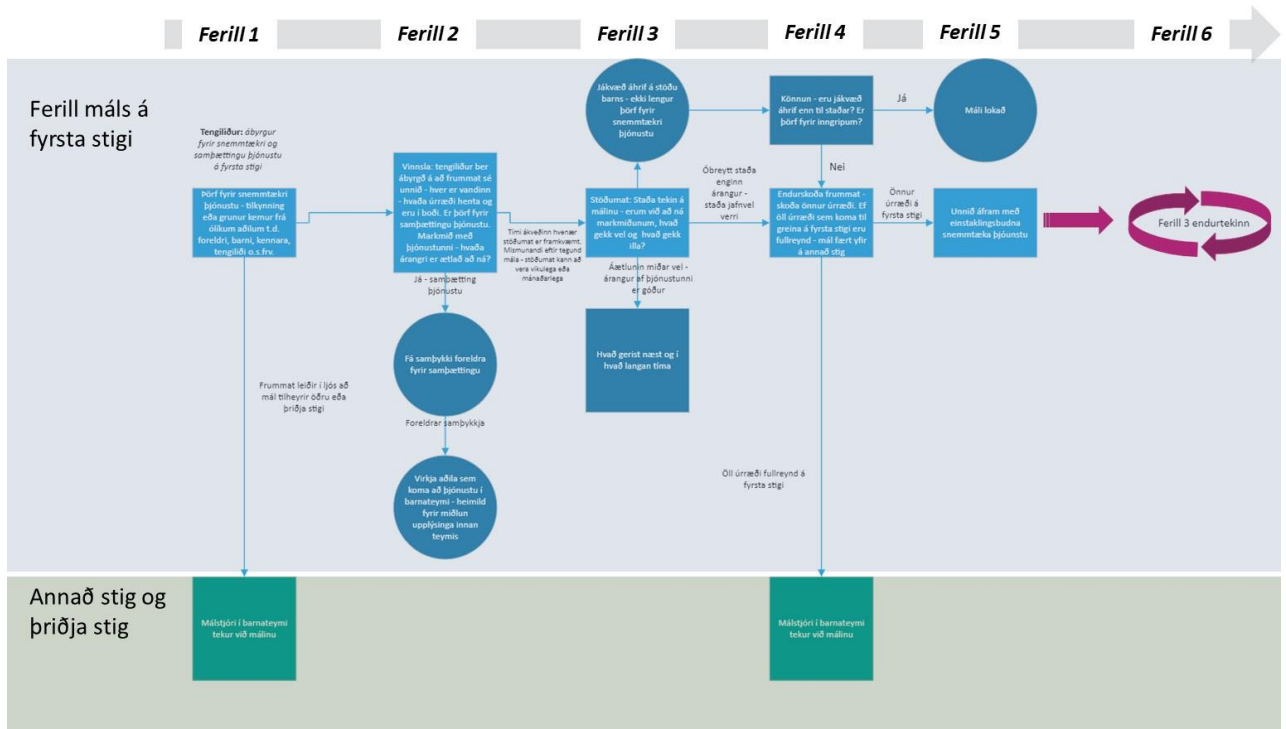 Ferill 1
Ferill 2
Ferill 3
Ferill 4
Ferill 5
Ferill 6
Ferill máls á
fyrsta stigi
Tengiliður: ábyrgur
fyrir snemmtækri og
samþættingu þjónustu
á fyrsta stigi
Þörf fyrir snemmtækri
þjónustu - tilkynning
eða grunur kemur frá
ólíkum aðilum t.d.
foreldri, barni, kennara,
tengiliði o.s.frv.
Frummat leiðir í ljós að
mál tilheyrir öðru eða
þriðja stigi
Vinnsla: tengiliður ber
ábyrgð á að frummat sé
unnið - hver er vandinn
- hvaða úrræði henta og
eru í boði. Er þörf fyrir
samþættingu þjónustu.
Markmið með
þjónustunni - hvaða
árangri er ætlað að ná?
Já - samþætting
þjónustu
Fá samþykki foreldra
fyrir samþættingu
Foreldrar samþykkja
Virkja aðila sem
koma að þjónustu í
barnateymi - heimild
fyrir miðlun
upplýsinga innan
teymis
Tími ákveðinn hvenær
stöðumat er framkvæmt.
Mismunandi eftir tegund
mála - stöðumat kann að
vera vikulega eða
mánaðarlega
Jákvæð áhrif á stöðu
barns - ekki lengur
þörf fyrir
snemmtækri
þjónustu
Stöðumat: Staða tekin á
málinu - erum við að ná
markmiðunum, hvað
gekk vel og hvað gekk
illa?
Áætlunin miðar vel -
árangur af þjónustunni
er góður
Hvað gerist næst og í
hvað langan tíma
Óbreytt staða
enginn
árangur -
staða jafnvel
verri
Könnun - eru jákvæð
áhrif enn til staðar? Er
þörf fyrir inngripum?
Já
Nei
Endurskoða frummat -
skoða önnur úrræði. Ef
öll úrræði sem koma til
greina á fyrsta stigi eru
fullreynd - mál fært yfir
á annað stig
Öll úrræði fullreynd á
fyrsta stigi
Önnur
úrræði á
fyrsta stigi
Máli lokað
Unnið áfram með
einstaklingsbudna
snemmtæka þjóunstu
Ferill 3 endurtekinn
Annað stig og
þriðja stig
Málstjóri í barnateymi
tekur við málinu
Málstjóri í barnateymi
tekur við málinu